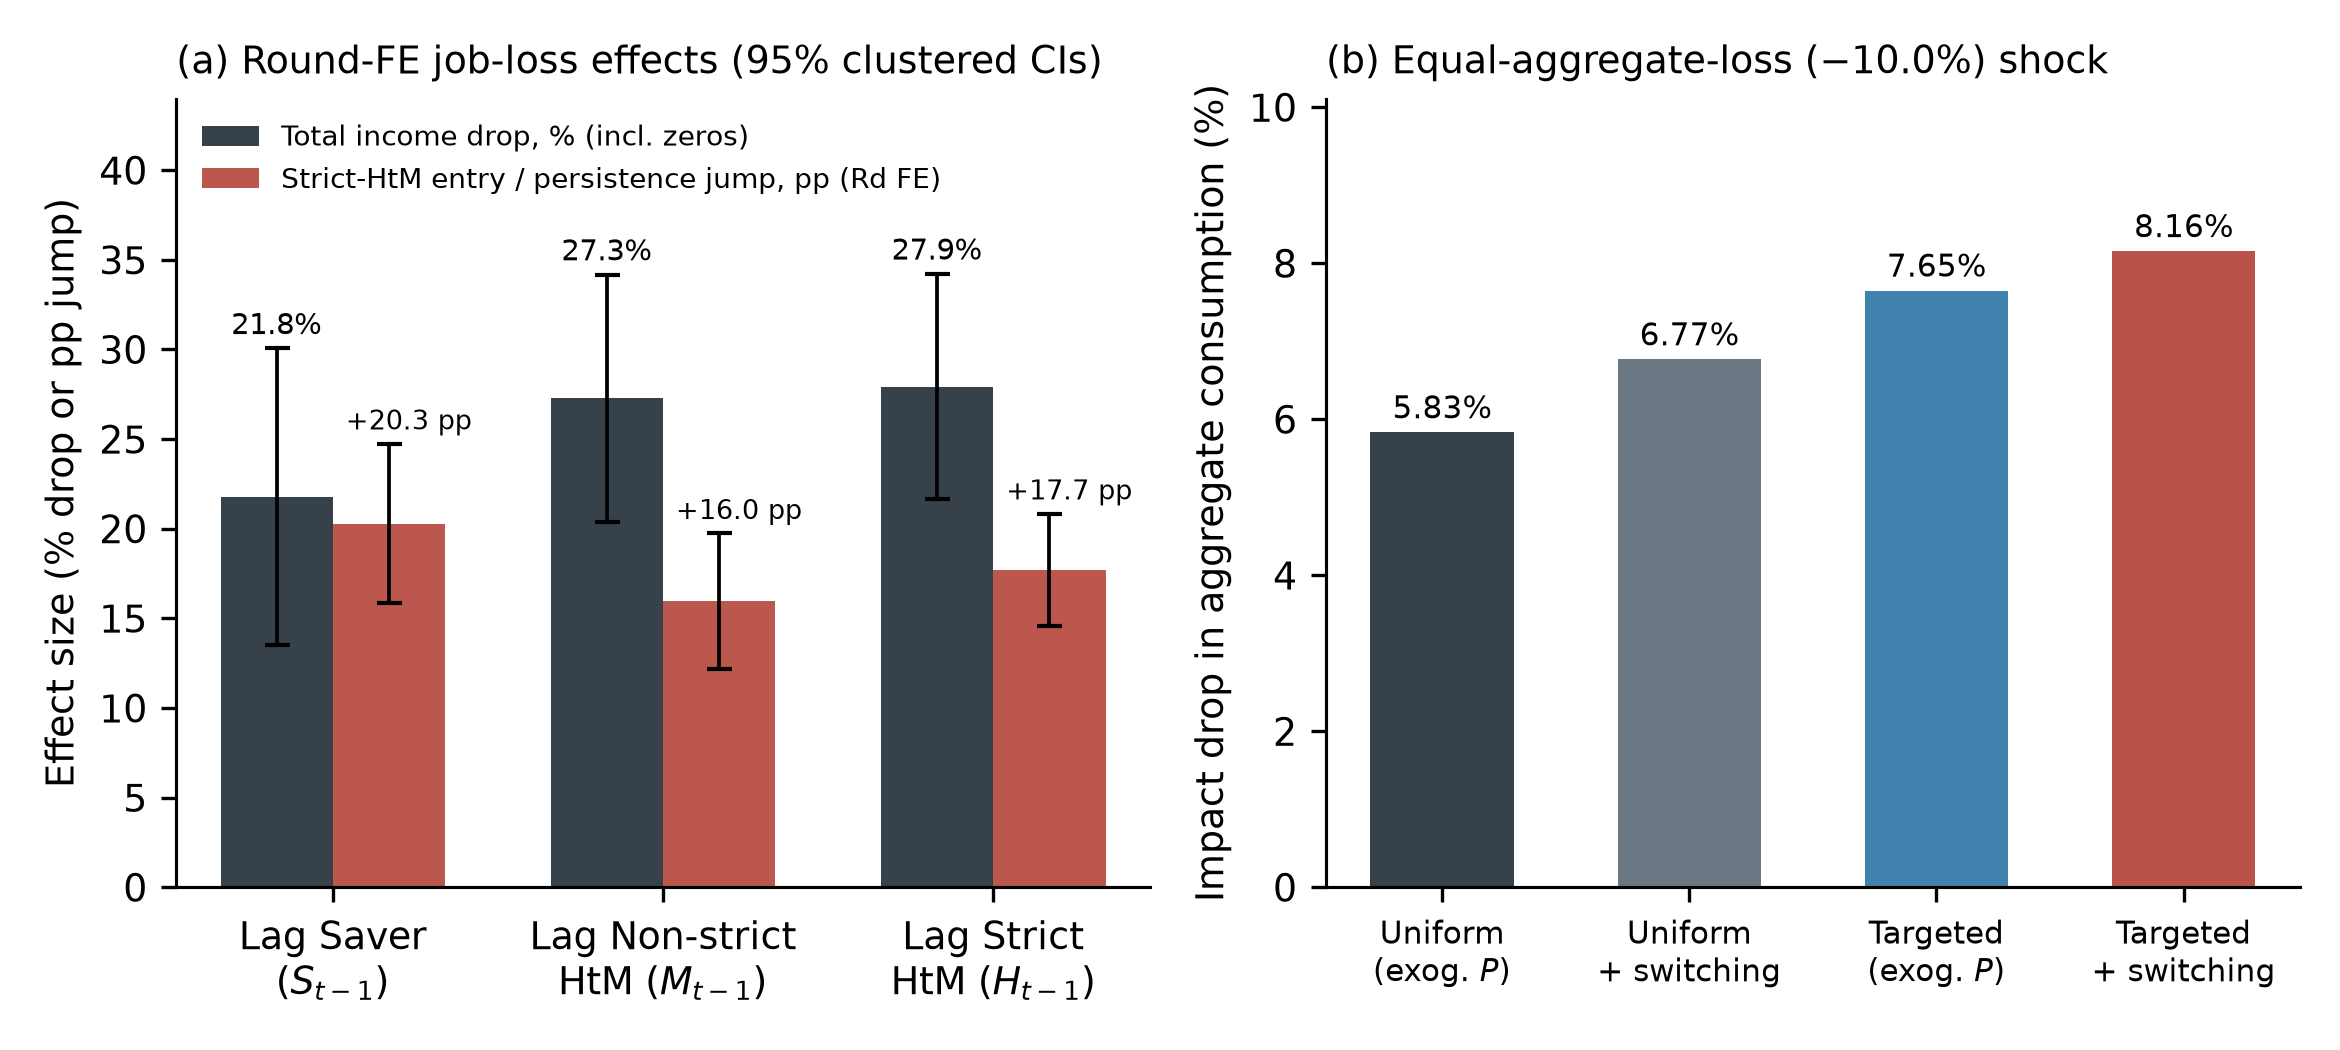 (a) Round-FE job-loss effects (95% clustered CIs)
Total income drop, % (incl. zeros)
Strict-HtM entry / persistence jump, pp (Rd FE)
Effect size (% drop or pp jump)
40
35
30
25
20
15
10
5
0
21.8%
+20.3 pp
27.3%
+16.0 pp
27.9%
+17.7 pp
Lag Saver
(S_{t−1})
Lag Non-strict
HtM (M_{t−1})
Lag Strict
HtM (H_{t−1})
(b) Equal-aggregate-loss (−10.0%) shock
Impact drop in aggregate consumption (%)
10
8
6
4
2
0
5.83%
6.77%
7.65%
8.16%
Uniform
(exog. P)
Uniform
+ switching
Targeted
(exog. P)
Targeted
+ switching